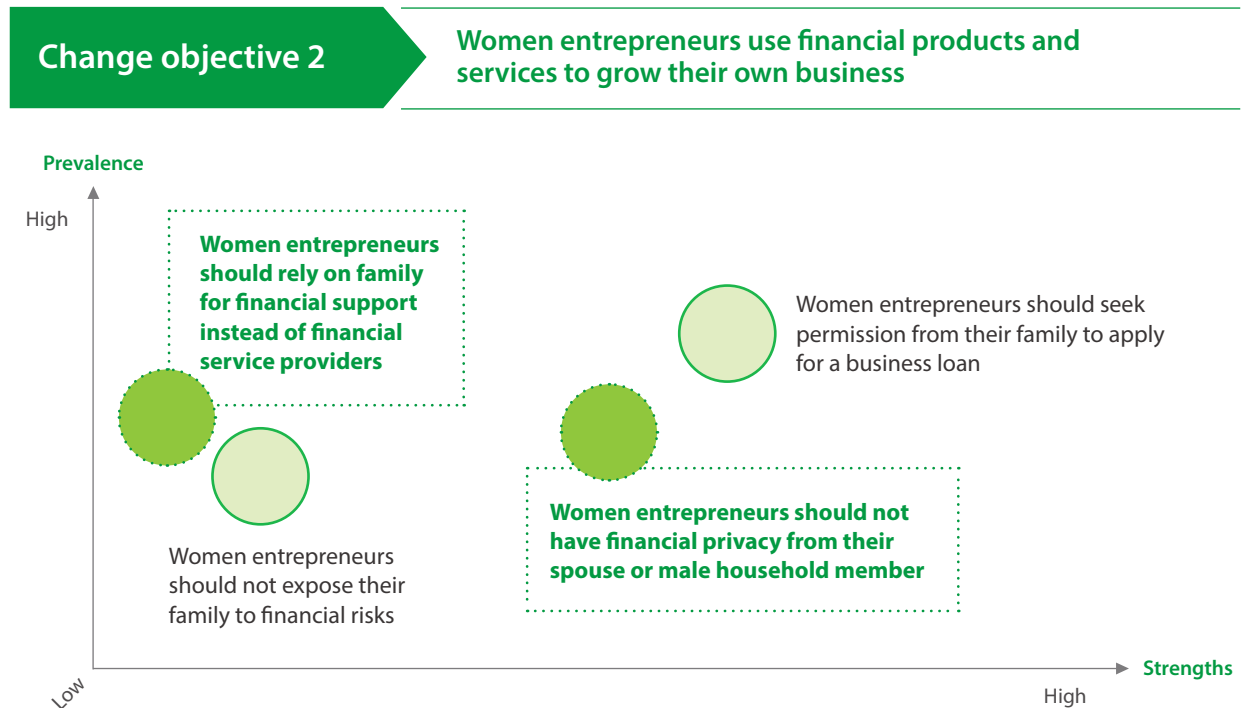 Change objective 2
Women entrepreneurs use financial products and
services to grow their own business
Prevalence
High
Women entrepreneurs
should rely on family
for financial support
instead of financial
service providers
Women entrepreneurs should seek
permission from their family to apply
for a business loan
Women entrepreneurs should not
have financial privacy from their
spouse or male household member
Women entrepreneurs
should not expose their
family to financial risks
Strengths
Low
High